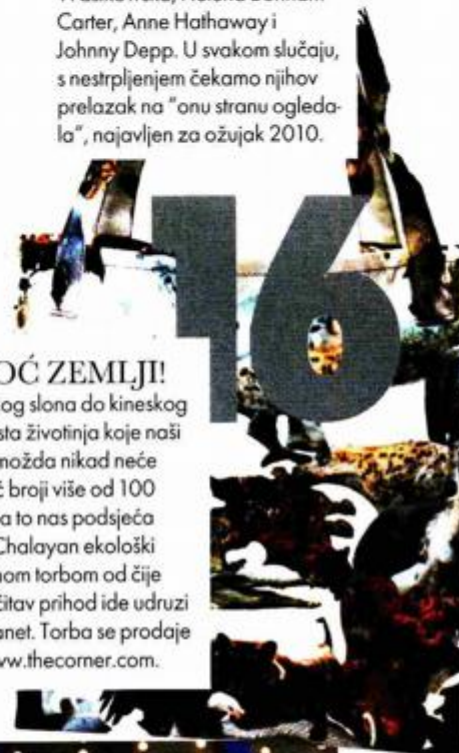 Carter, Anne Hathaway i
Johnny Depp. U svakom slučaju,
s nestrpljenjem čekamo njihov
prelazak na "onu stranu ogleda-
la", najavljen za ožujak 2010.
16
OĆ ZEMLJI!
og slona do kineskog
sta životinja koje naši
možda nikad neće
ć broji više od 100
a to nas podsjeća
Chalayan ekološki
nom torbom od čije
čitav prihod ide udruzi
anet. Torba se prodaje
ww.thecorner.com.